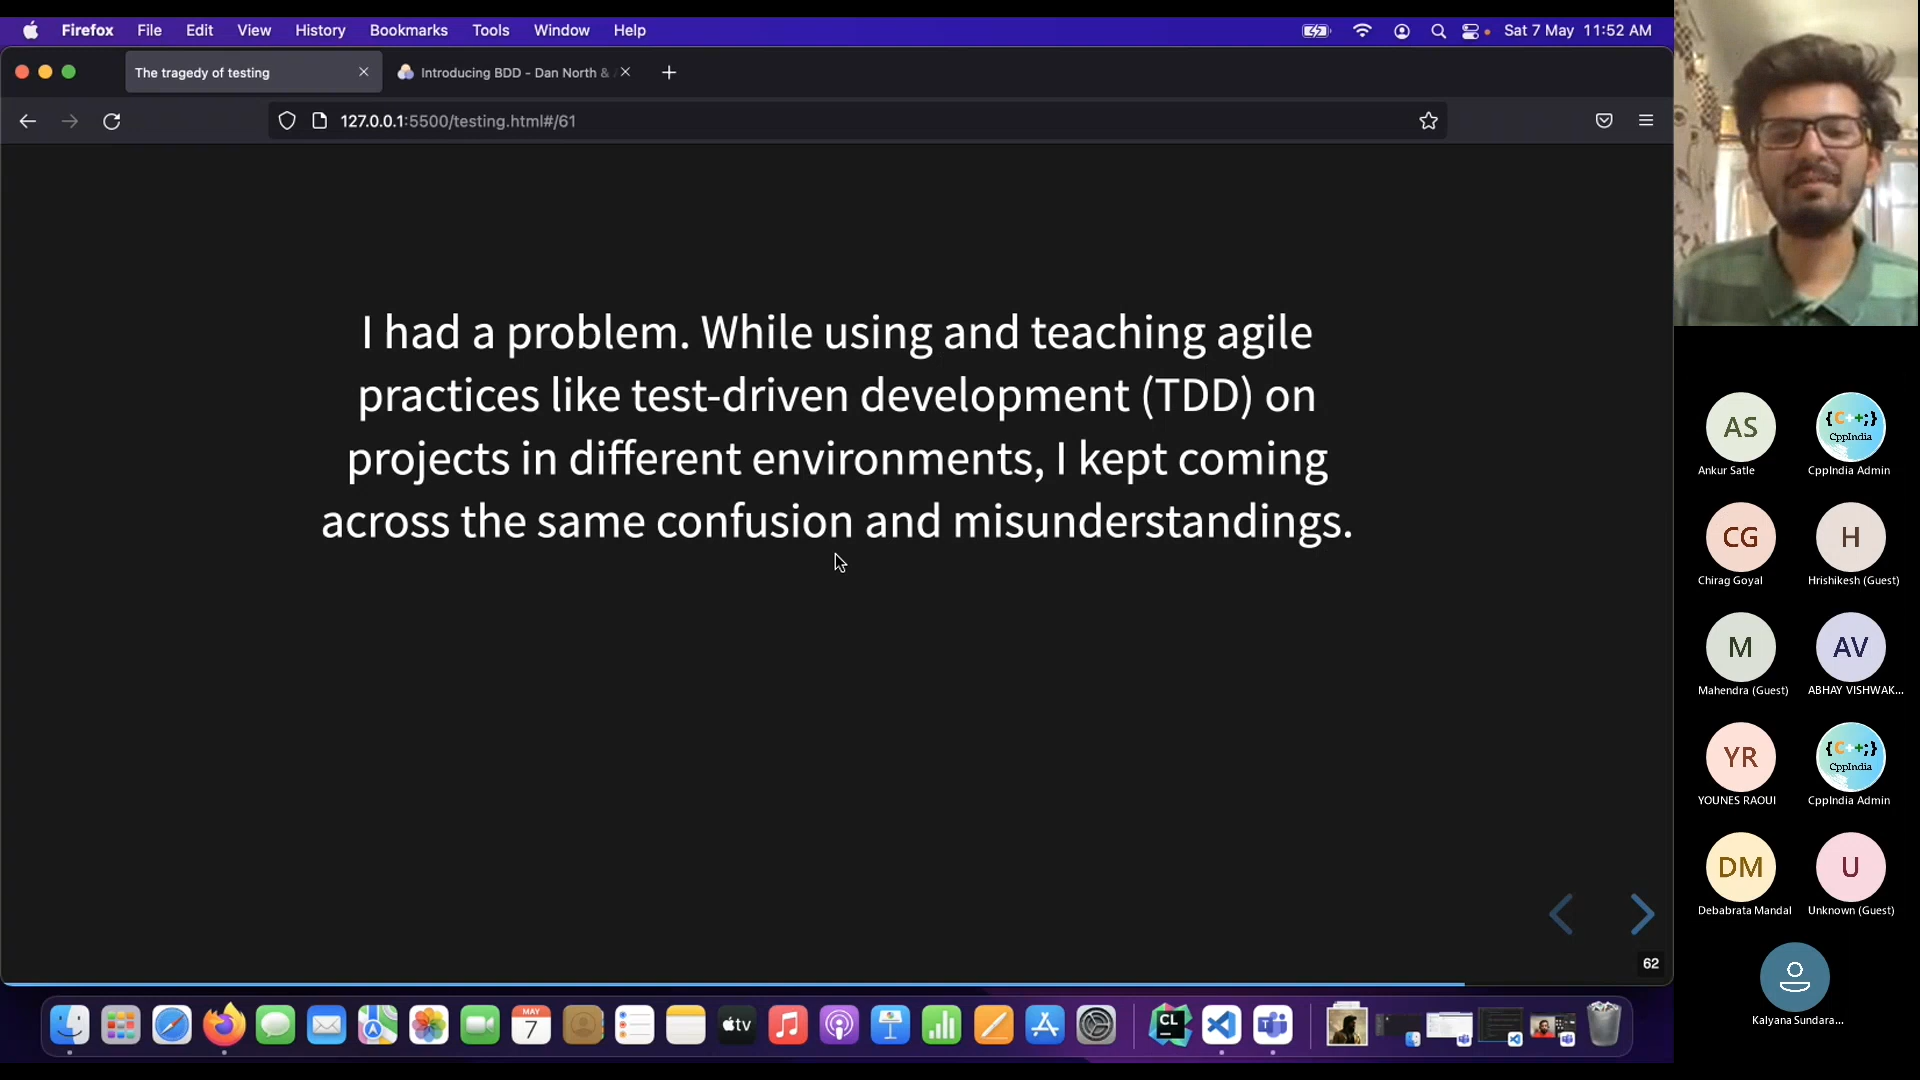 Firefox File Edit View History Bookmarks Tools Window Help
Sat 7 May 11:52 AM
The tragedy of testing
Introducing BDD - Dan North &
127.0.0.1:5500/testing.html#/61
I had a problem. While using and teaching agile
practices like test-driven development (TDD) on
projects in different environments, I kept coming
across the same confusion and misunderstandings.
62
MAY
7
tv
CL
AS
Ankur Satle
{C++;}
CppIndia
CppIndia Admin
CG
Chirag Goyal
H
Hrishikesh (Guest)
M
Mahendra (Guest)
AV
ABHAY VISHWAK...
YR
YOUNES RAOUI
{C++;}
CppIndia
CppIndia Admin
DM
Debabrata Mandal
U
Unknown (Guest)
Kalyana Sundara...